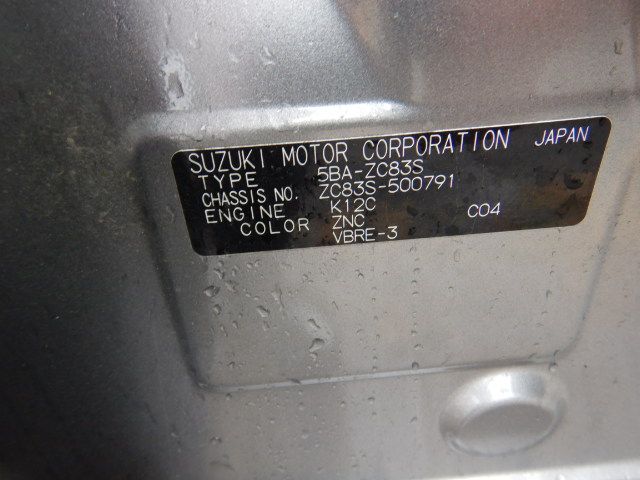 SUZUKI MOTOR CORPORATION JAPAN
TYPE 5BA-ZC83S
CHASSIS NO. ZC83S-500791
ENGINE K12C C04
COLOR ZNC
VBRE-3